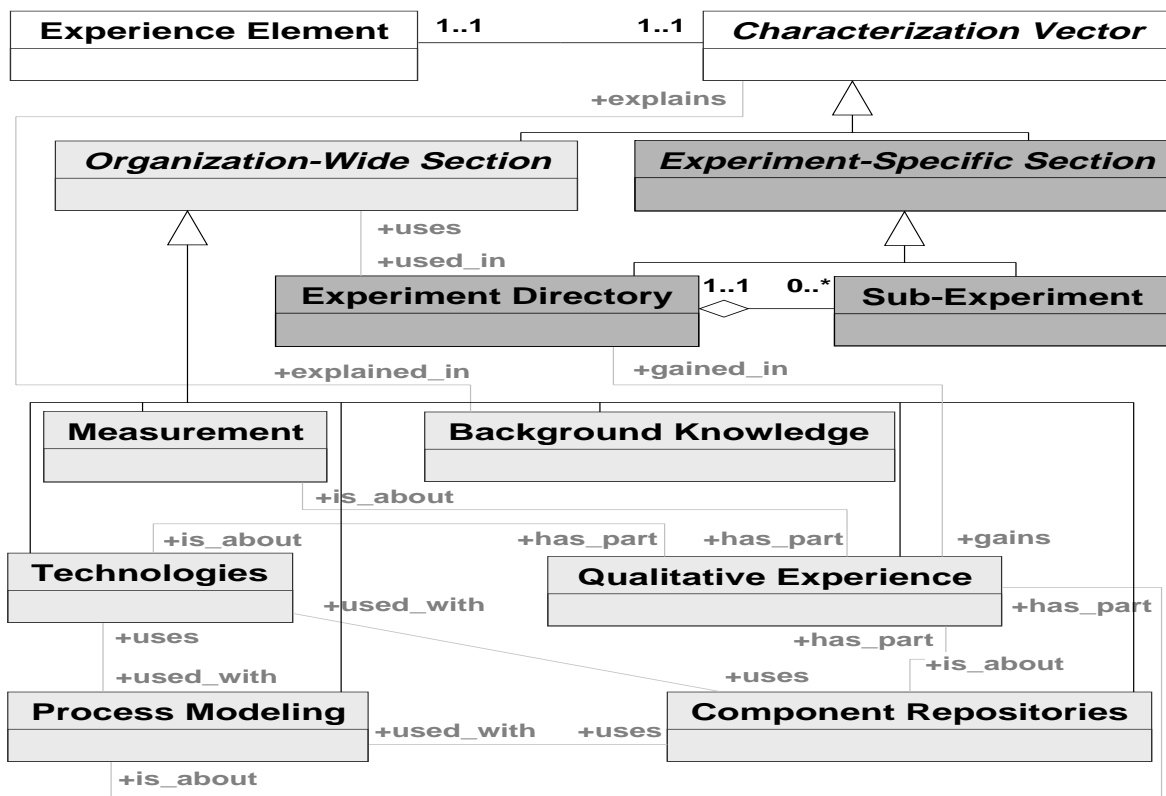 Experience Element 1..1 1..1 Characterization Vector
+explains
Organization-Wide Section Experiment-Specific Section
+uses
+used_in
Experiment Directory 1..1 0..* Sub-Experiment
+explained_in +gained_in
Measurement Background Knowledge
+is_about
+is_about +has_part +has_part +gains
Technologies Qualitative Experience
+used_with +has_part
+uses +has_part
+is_about
+used_with +uses
Process Modeling Component Repositories
+used_with +uses
+is_about